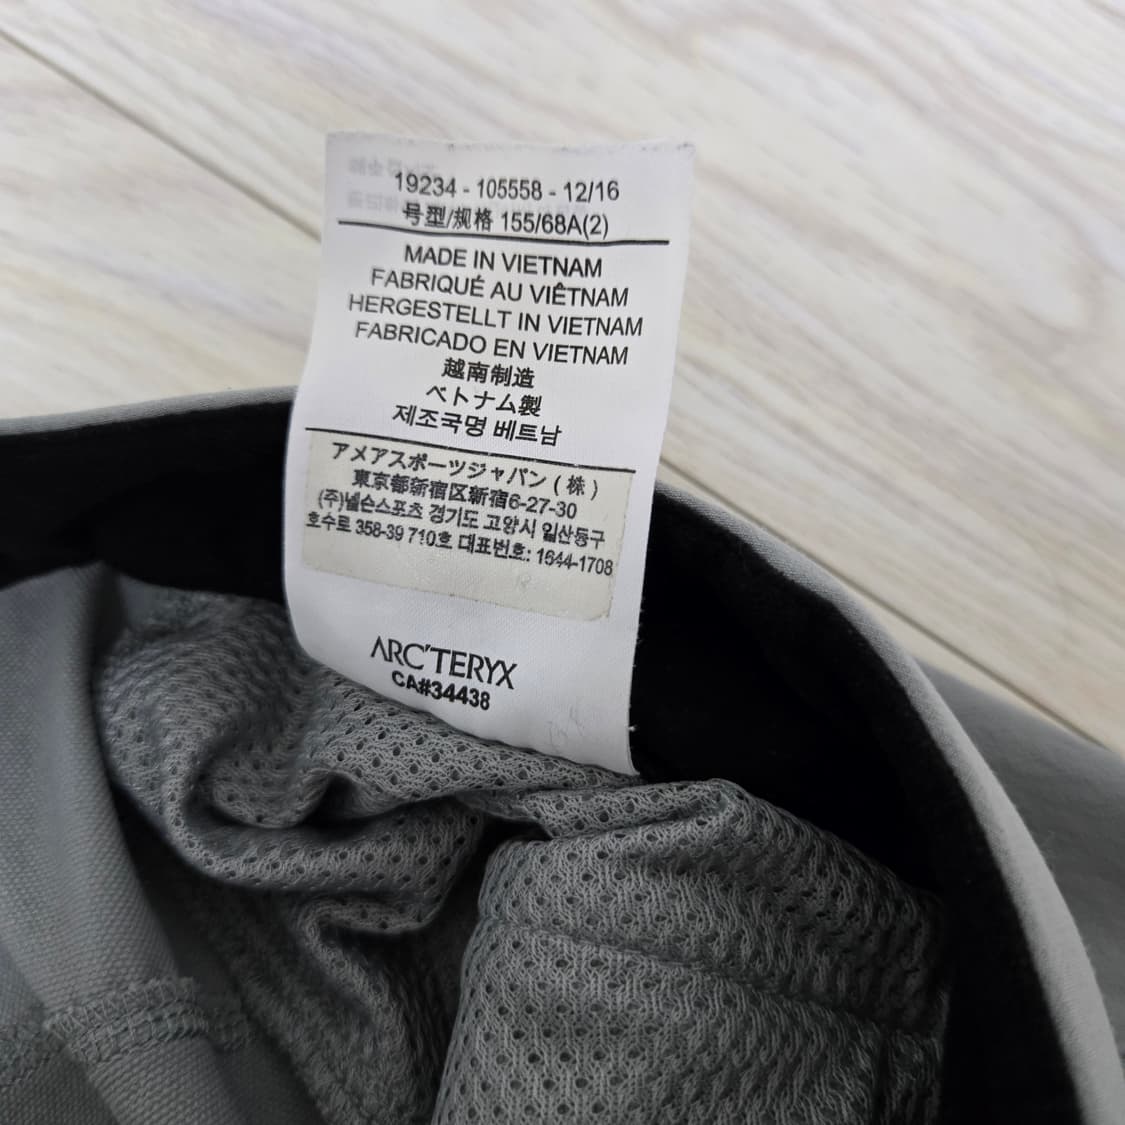 19234 - 105558 - 12/16
号型/规格 155/68A(2)
MADE IN VIETNAM
FABRIQUÉ AU VIÊTNAM
HERGESTELLT IN VIETNAM
FABRICADO EN VIETNAM
越南制造
ベトナム製
제조국명 베트남
アメアスポーツジャパン ( 株 )
東京都新宿区新宿6-27-30
(주)넬슨스포츠 경기도 고양시 일산동구
호수로 358-39 710호 대표번호: 1644-1708
ARC'TERYX
CA#34438